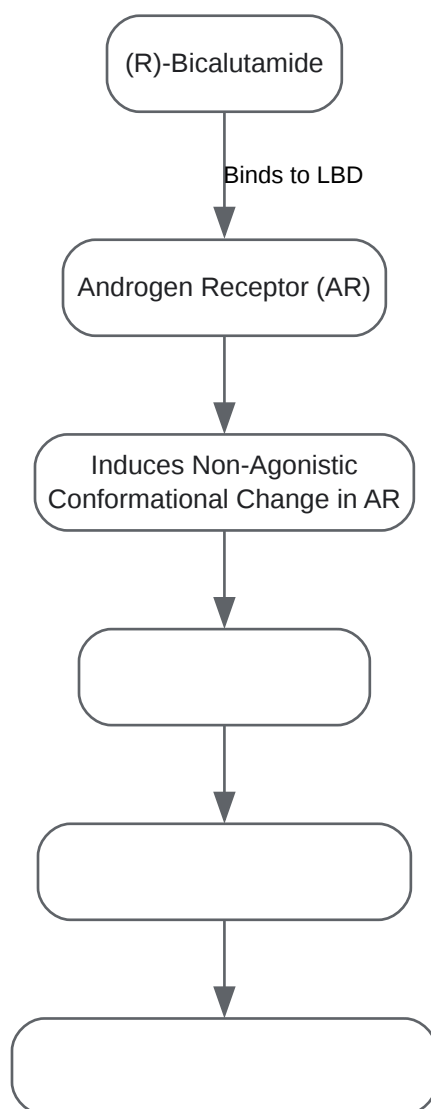 (R)-Bicalutamide
Binds to LBD
Androgen Receptor (AR)
Induces Non-Agonistic
Conformational Change in AR